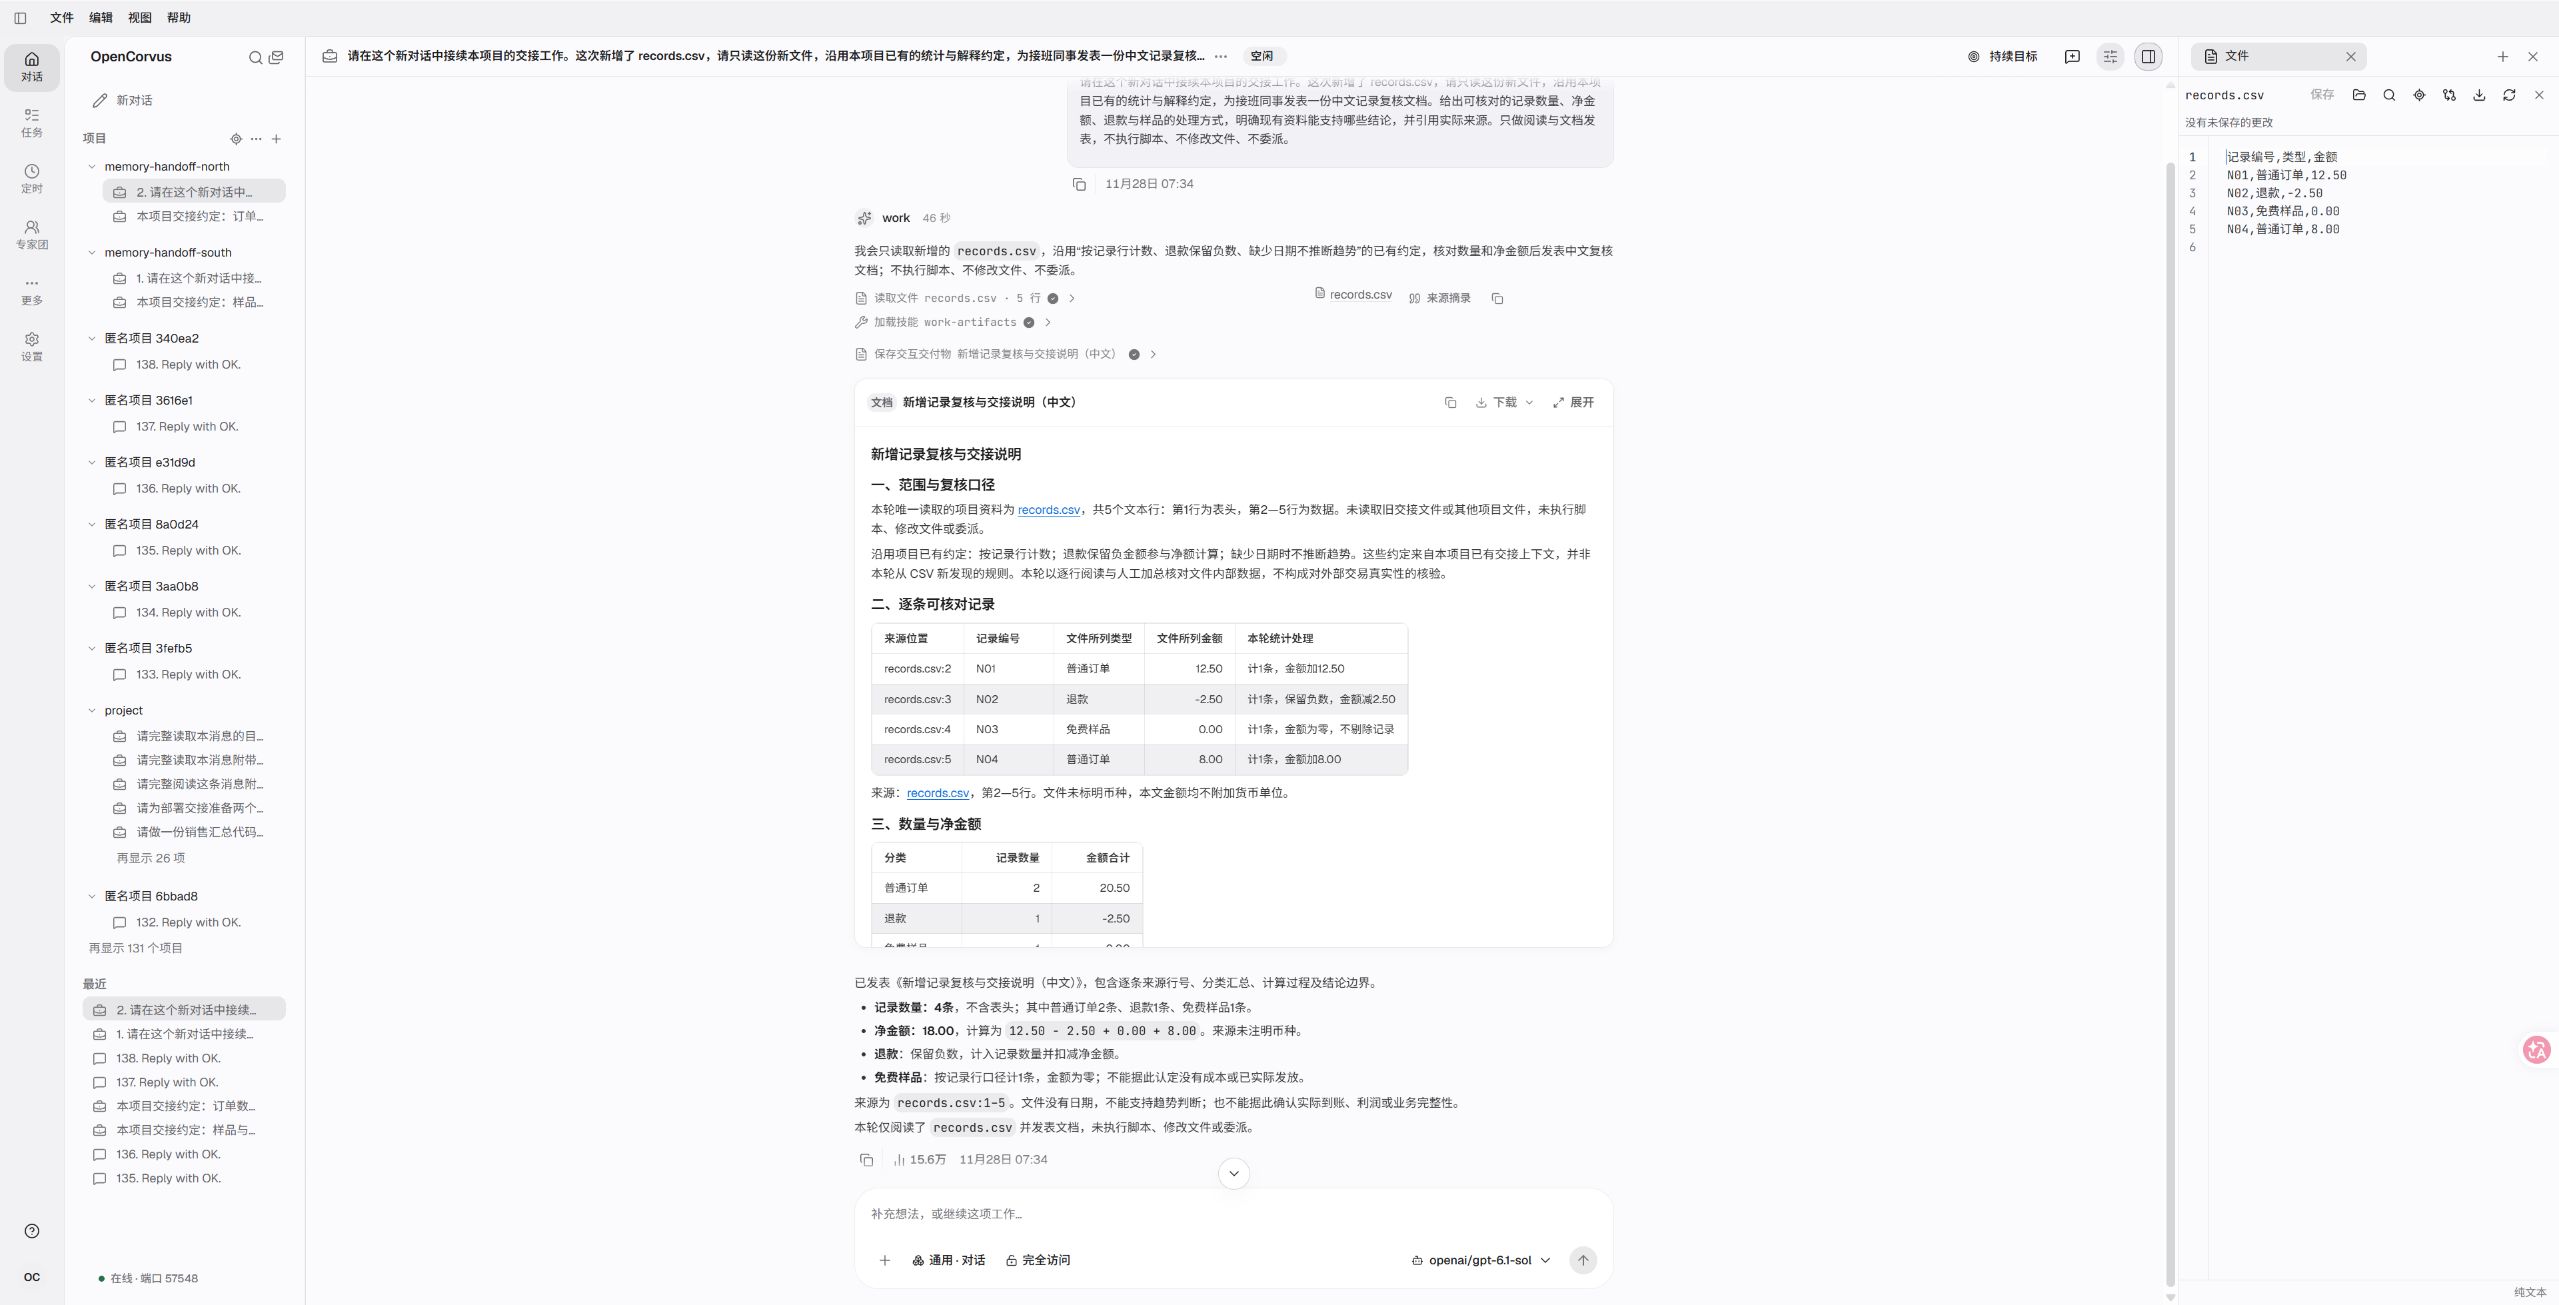 文件 编辑 视图 帮助
对话
任务
定时
专家团
更多
设置
OC
OpenCorvus
新对话
项目
memory-handoff-north
2. 请在这个新对话中...
本项目交接约定：订单...
memory-handoff-south
1. 请在这个新对话中接...
本项目交接约定：样品...
匿名项目 340ea2
138. Reply with OK.
匿名项目 3616e1
137. Reply with OK.
匿名项目 e31d9d
136. Reply with OK.
匿名项目 8a0d24
135. Reply with OK.
匿名项目 3aa0b8
134. Reply with OK.
匿名项目 3fefb5
133. Reply with OK.
project
请完整读取本消息的目...
请完整读取本消息附带...
请完整阅读这条消息附...
请为部署交接准备两个...
请做一份销售汇总代码...
再显示 26 项
匿名项目 6bbad8
132. Reply with OK.
再显示 131 个项目
最近
2. 请在这个新对话中接续...
1. 请在这个新对话中接续...
138. Reply with OK.
137. Reply with OK.
本项目交接约定：订单数...
本项目交接约定：样品与...
136. Reply with OK.
135. Reply with OK.
在线 · 端口 57548
请在这个新对话中接续本项目的交接工作。这次新增了 records.csv，请只读这份新文件，沿用本项目已有的统计与解释约定，为接班同事发表一份中文记录复核... 空闲
持续目标
请在这个新对话中接续本项目的交接工作。这次新增了 records.csv，请只读这份新文件，沿用本项
目已有的统计与解释约定，为接班同事发表一份中文记录复核文档。给出可核对的记录数量、净金
额、退款与样品的处理方式，明确现有资料能支持哪些结论，并引用实际来源。只做阅读与文档发
表，不执行脚本、不修改文件、不委派。
11月28日 07:34
work 46 秒
我会只读取新增的 records.csv，沿用“按记录行计数、退款保留负数、缺少日期不推断趋势”的已有约定，核对数量和净金额后发表中文复核
文档；不执行脚本、不修改文件、不委派。
读取文件 records.csv · 5 行
records.csv 来源摘录
加载技能 work-artifacts
保存交互交付物 新增记录复核与交接说明（中文）
文档 新增记录复核与交接说明（中文） 下载 展开
新增记录复核与交接说明
一、范围与复核口径
本轮唯一读取的项目资料为 records.csv，共5个文本行：第1行为表头，第2—5行为数据。未读取旧交接文件或其他项目文件，未执行脚
本、修改文件或委派。
沿用项目已有约定：按记录行计数；退款保留负金额参与净额计算；缺少日期时不推断趋势。这些约定来自本项目已有交接上下文，并非
本轮从 CSV 新发现的规则。本轮以逐行阅读与人工加总核对文件内部数据，不构成对外部交易真实性的核验。
二、逐条可核对记录
来源位置 记录编号 文件所列类型 文件所列金额 本轮统计处理
records.csv:2 N01 普通订单 12.50 计1条，金额加12.50
records.csv:3 N02 退款 -2.50 计1条，保留负数，金额减2.50
records.csv:4 N03 免费样品 0.00 计1条，金额为零，不剔除记录
records.csv:5 N04 普通订单 8.00 计1条，金额加8.00
来源：records.csv，第2—5行。文件未标明币种，本文金额均不附加货币单位。
三、数量与净金额
分类 记录数量 金额合计
普通订单 2 20.50
退款 1 -2.50
免费样品 1 0.00
已发表《新增记录复核与交接说明（中文）》，包含逐条来源行号、分类汇总、计算过程及结论边界。
• 记录数量：4条，不含表头；其中普通订单2条、退款1条、免费样品1条。
• 净金额：18.00，计算为 12.50 - 2.50 + 0.00 + 8.00。来源未注明币种。
• 退款：保留负数，计入记录数量并扣减净金额。
• 免费样品：按记录行口径计1条，金额为零；不能据此认定没有成本或已实际发放。
来源为 records.csv:1-5。文件没有日期，不能支持趋势判断；也不能据此确认实际到账、利润或业务完整性。
本轮仅阅读了 records.csv 并发表文档，未执行脚本、修改文件或委派。
15.6万 11月28日 07:34
补充想法，或继续这项工作...
通用 · 对话 完全访问
openai/gpt-6.1-sol
文件
records.csv 保存
没有未保存的更改
1 记录编号,类型,金额
2 N01,普通订单,12.50
3 N02,退款,-2.50
4 N03,免费样品,0.00
5 N04,普通订单,8.00
6
纯文本